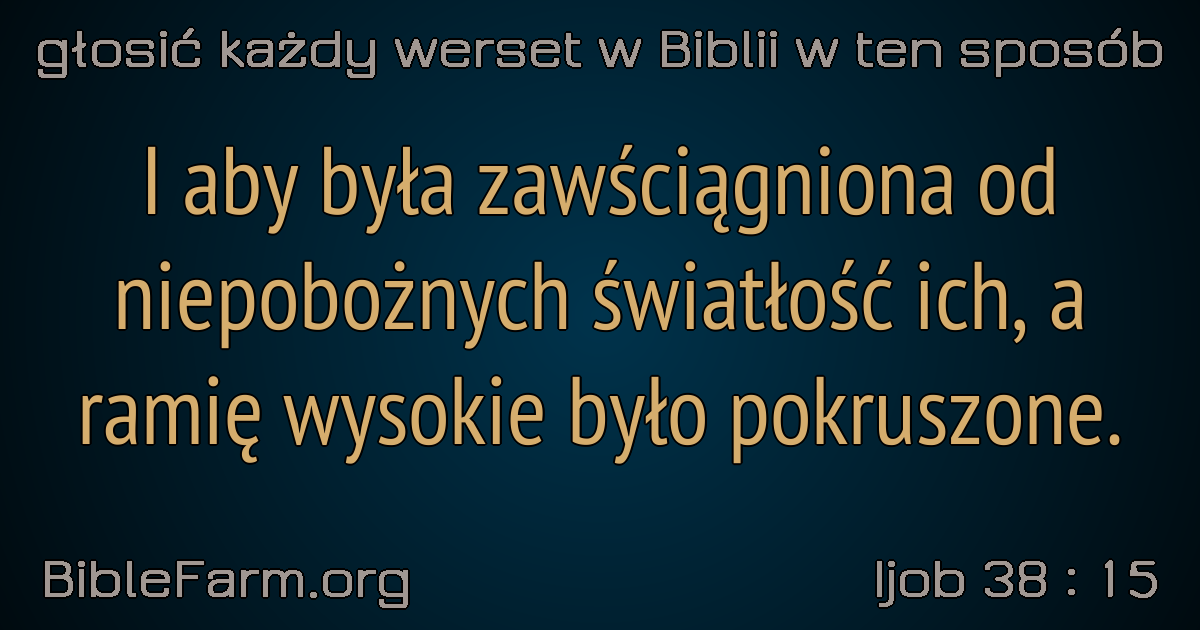 głosić każdy werset w Biblii w ten sposób
I aby była zawściągniona od
niepobożnych światłość ich, a
ramię wysokie było pokruszone.
BibleFarm.org
Ijob 38 : 15